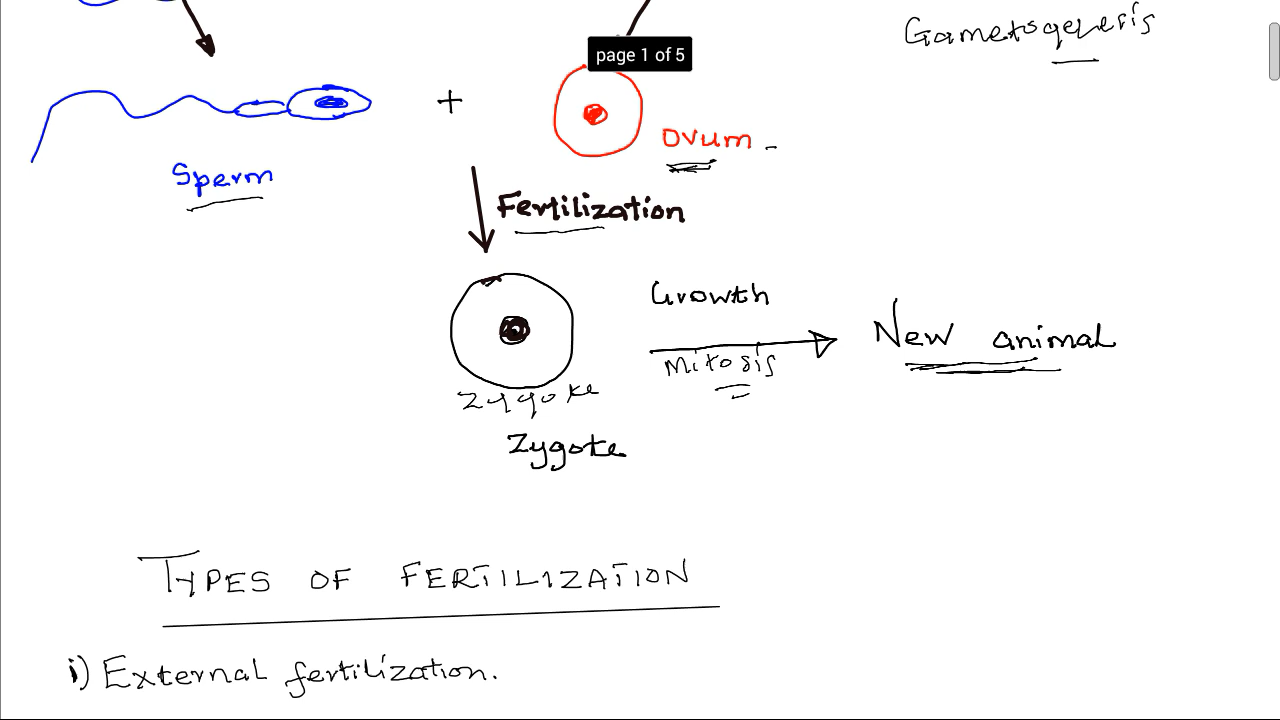 Gametogenesis
page 1 of 5
+
Ovum
Sperm
Fertilization
Growth
Mitosis
New animal
Zygote
Zygote
TYPES OF FERTILIZATION
i) External fertilization.